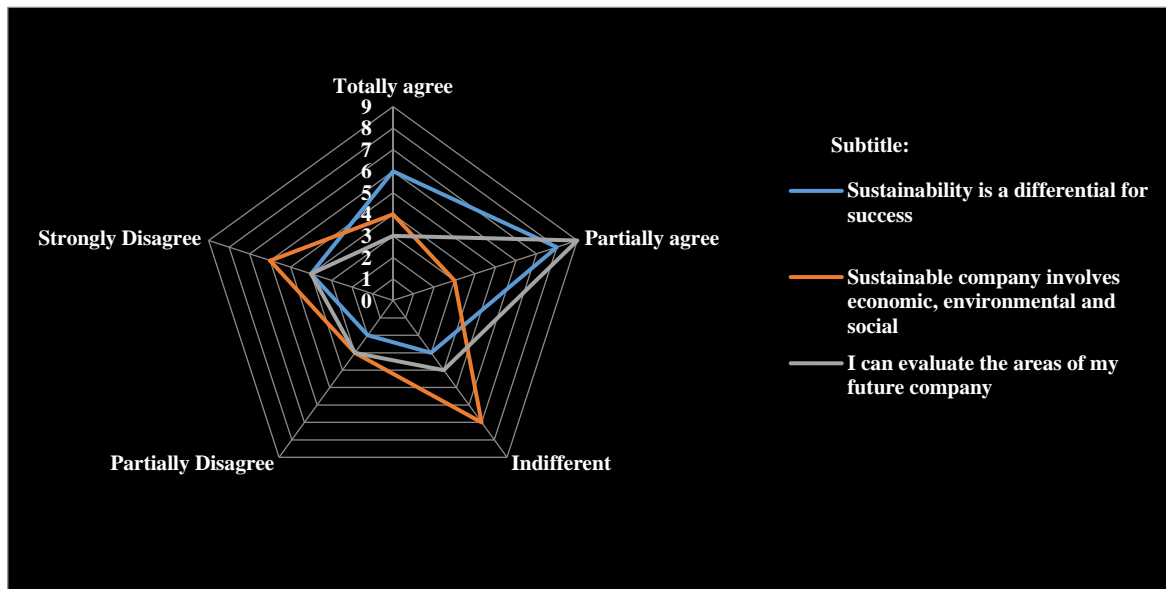 Totally agree
9
8
7
6
5
4
3
2
1
0
Partially agree
Indifferent
Partially Disagree
Strongly Disagree
Subtitle:
Sustainability is a differential for
success
Sustainable company involves
economic, environmental and
social
I can evaluate the areas of my
future company